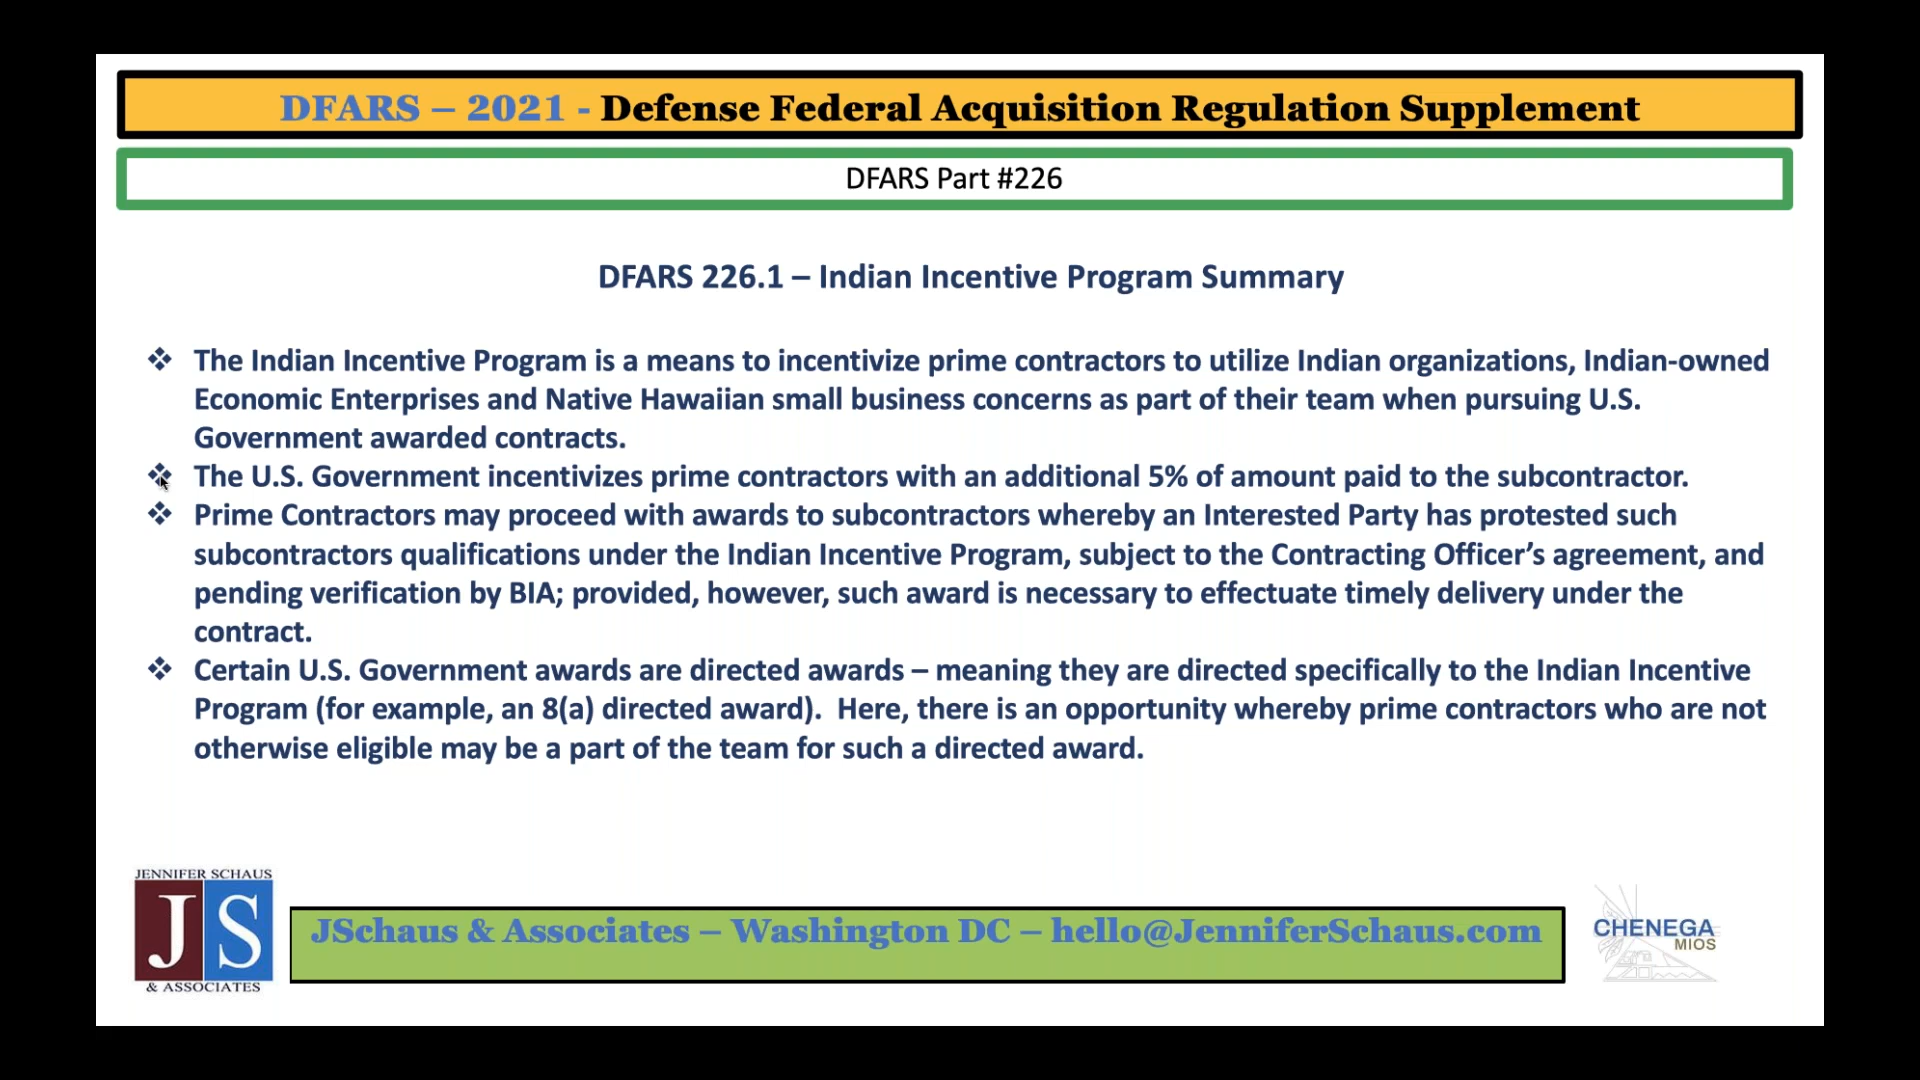 DFARS – 2021 - Defense Federal Acquisition Regulation Supplement
DFARS Part #226
DFARS 226.1 – Indian Incentive Program Summary
❖ The Indian Incentive Program is a means to incentivize prime contractors to utilize Indian organizations, Indian-owned
Economic Enterprises and Native Hawaiian small business concerns as part of their team when pursuing U.S.
Government awarded contracts.
❖ The U.S. Government incentivizes prime contractors with an additional 5% of amount paid to the subcontractor.
❖ Prime Contractors may proceed with awards to subcontractors whereby an Interested Party has protested such
subcontractors qualifications under the Indian Incentive Program, subject to the Contracting Officer’s agreement, and
pending verification by BIA; provided, however, such award is necessary to effectuate timely delivery under the
contract.
❖ Certain U.S. Government awards are directed awards – meaning they are directed specifically to the Indian Incentive
Program (for example, an 8(a) directed award).  Here, there is an opportunity whereby prime contractors who are not
otherwise eligible may be a part of the team for such a directed award.
JENNIFER SCHAUS
JS
& ASSOCIATES
JSchaus & Associates – Washington DC – hello@JenniferSchaus.com
CHENEGA
MIOS